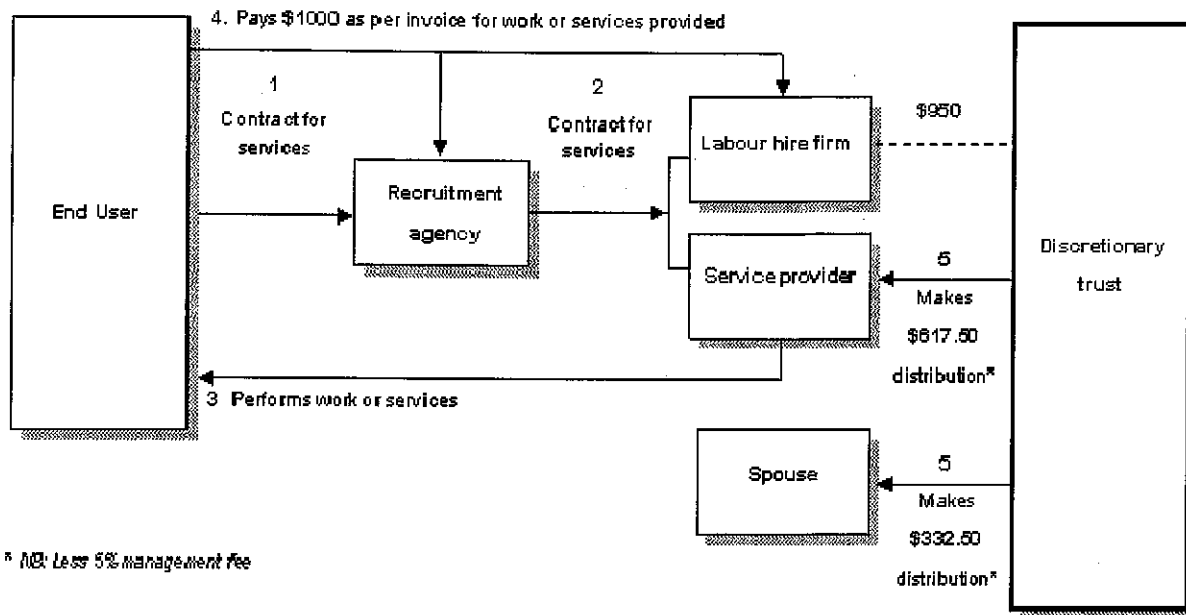 4. Pays $1000 as per invoice for work or services provided
1
Contract for
services
2
Contract for
services
Labour hire firm
$950
End User
Recruitment
agency
Service provider
5
Makes
$617.50
distribution*
Discretionary
trust
3 Performs work or services
Spouse
5
Makes
$332.50
distribution*
* NB: Less 5% management fee